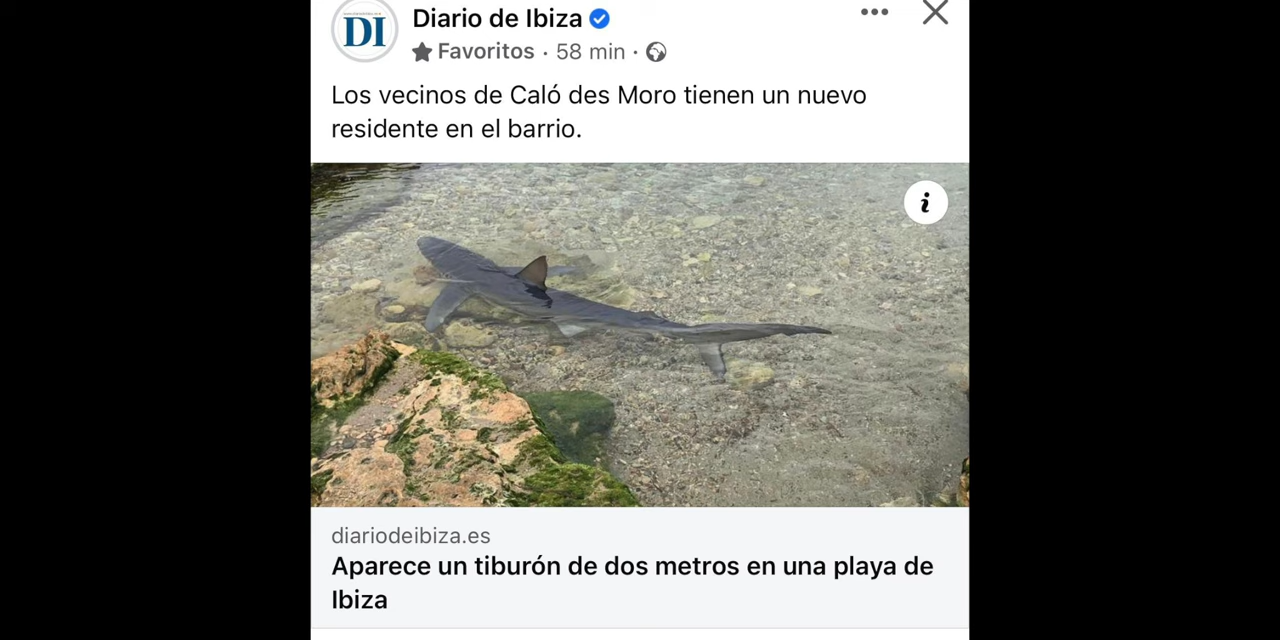 DI
Diario de Ibiza
Favoritos · 58 min ·
Los vecinos de Caló des Moro tienen un nuevo
residente en el barrio.
i
diariodeibiza.es
Aparece un tiburón de dos metros en una playa de
Ibiza